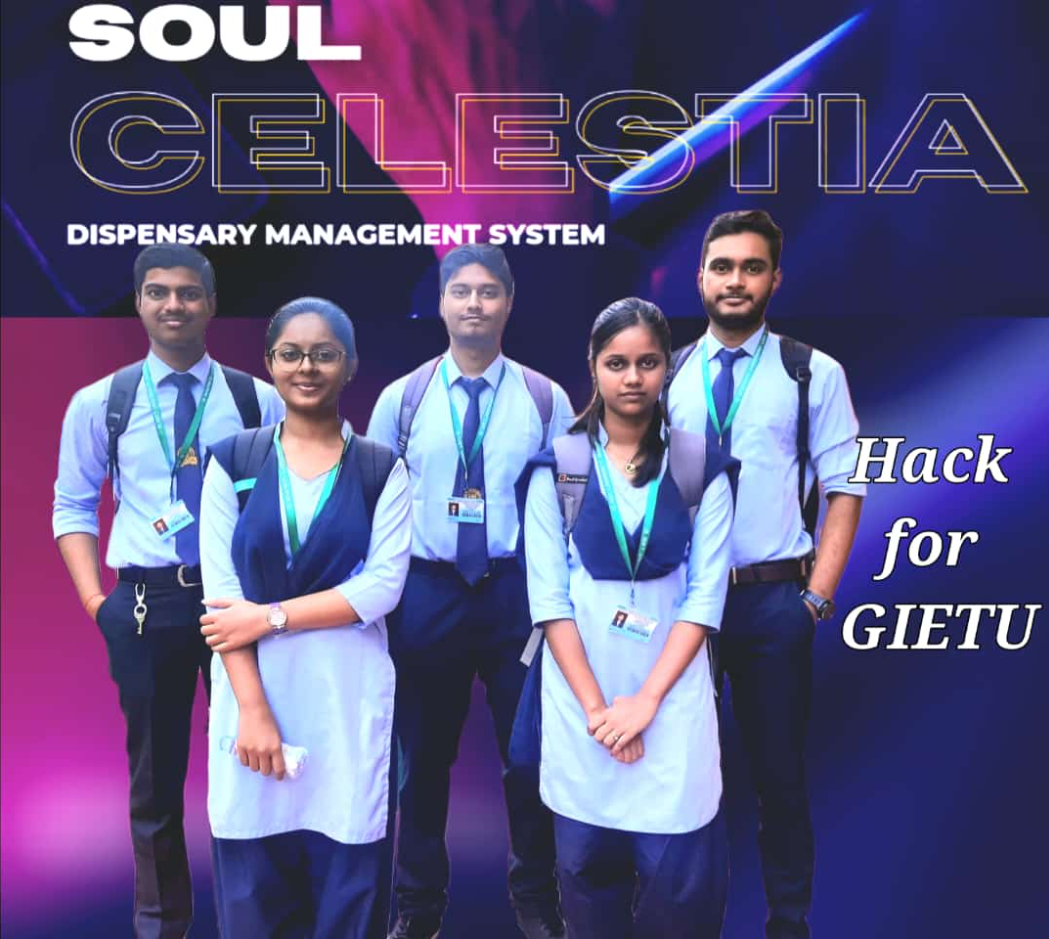 SOUL
CELESTIA
DISPENSARY MANAGEMENT SYSTEM
Hack
for
GIETU